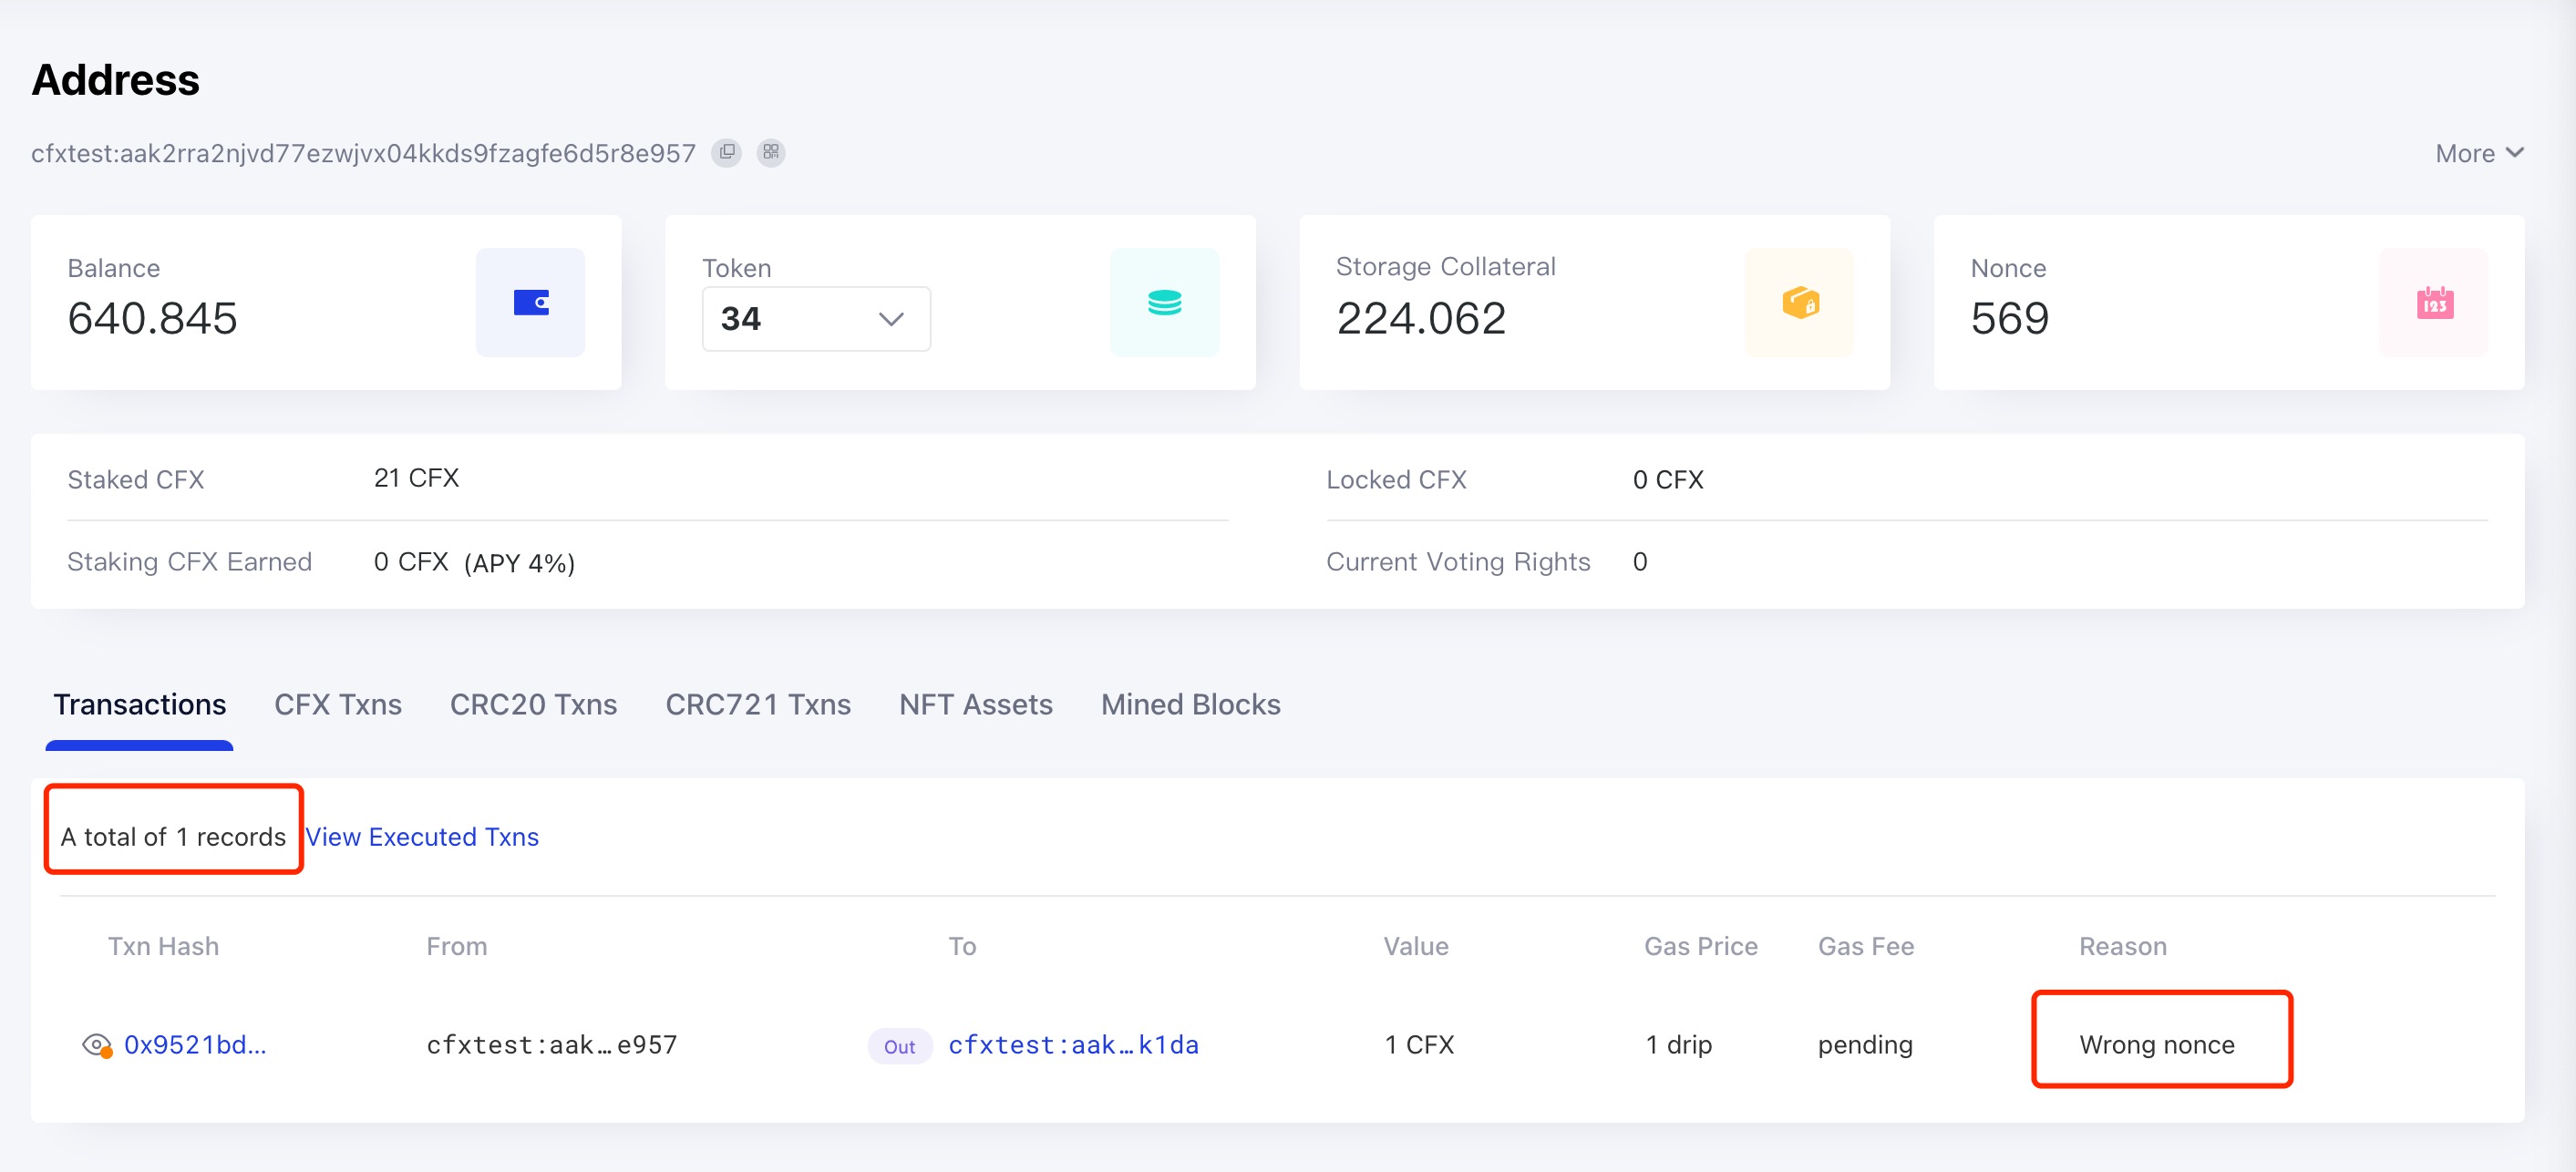 Address
cfxtest:aak2rra2njvd77ezwjvx04kkds9fzagfe6d5r8e957
More
Balance
640.845
Token
34
Storage Collateral
224.062
Nonce
569
123
Staked CFX 21 CFX
Locked CFX 0 CFX
Staking CFX Earned 0 CFX (APY 4%)
Current Voting Rights 0
Transactions CFX Txns CRC20 Txns CRC721 Txns NFT Assets Mined Blocks
A total of 1 records View Executed Txns
Txn Hash From To Value Gas Price Gas Fee Reason
0x9521bd... cfxtest:aak…e957 Out cfxtest:aak…k1da 1 CFX 1 drip pending Wrong nonce